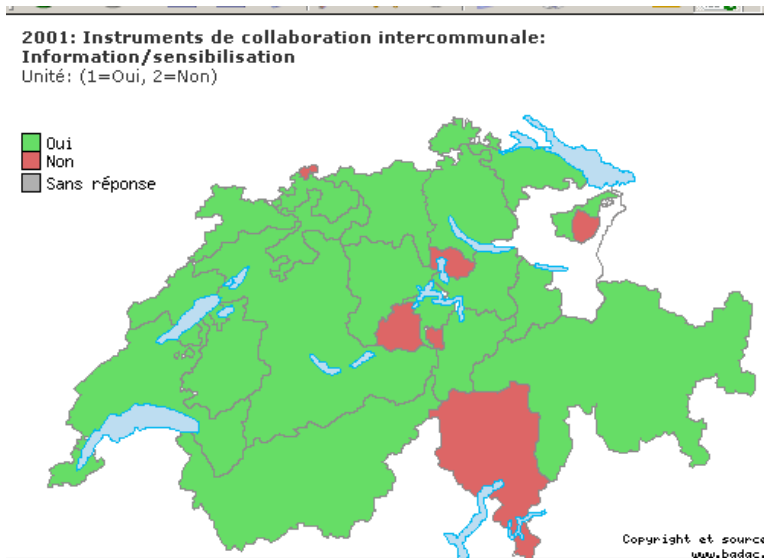 2001: Instruments de collaboration intercommunale:
Information/sensibilisation
Unité: (1=Oui, 2=Non)
Oui
Non
Sans réponse
Copyright et source
www.badac.